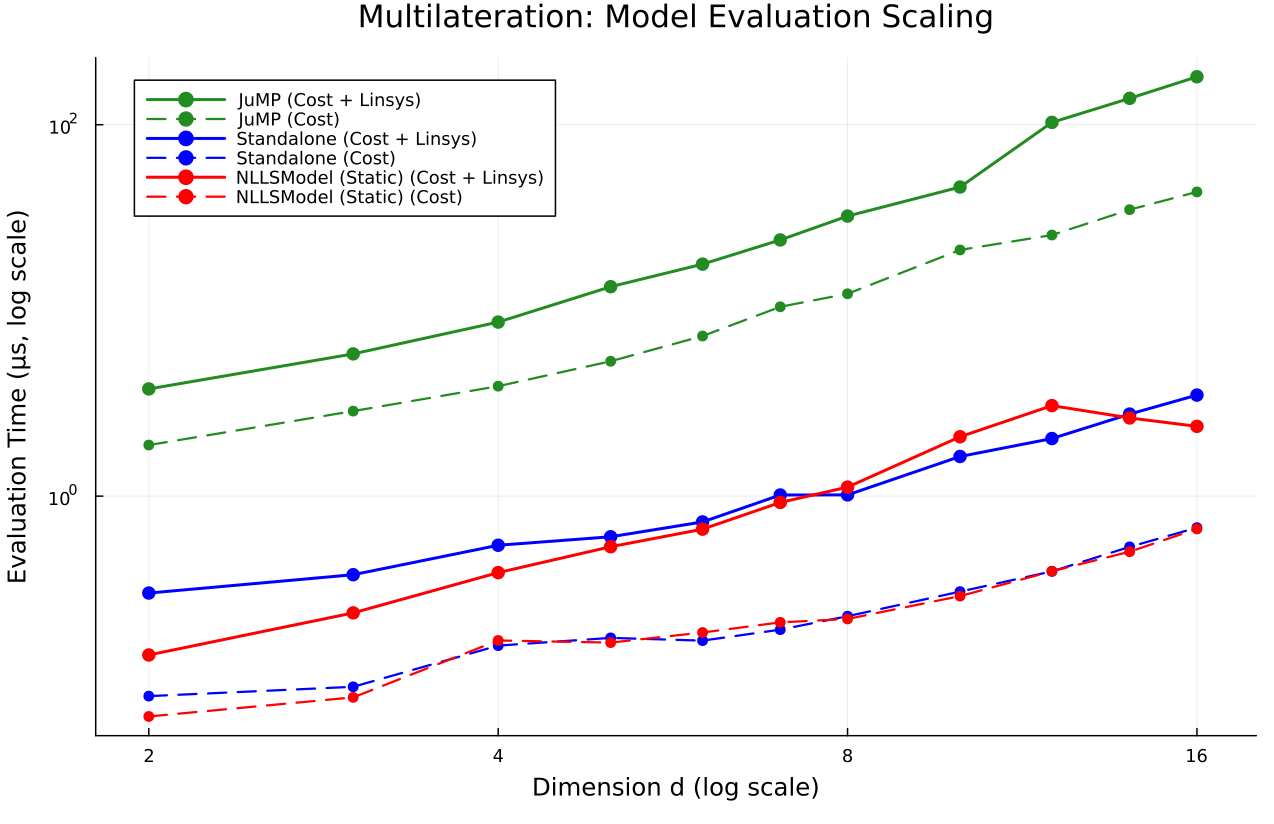 Multilateration: Model Evaluation Scaling
JuMP (Cost + Linsys)
JuMP (Cost)
Standalone (Cost + Linsys)
Standalone (Cost)
NLLSModel (Static) (Cost + Linsys)
NLLSModel (Static) (Cost)
10²
10⁰
Evaluation Time (μs, log scale)
2 4 8 16
Dimension d (log scale)